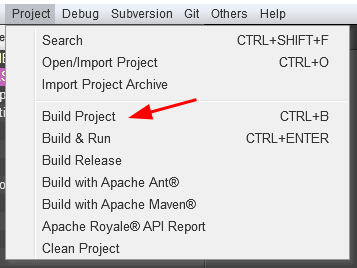 Project Debug Subversion Git Others Help
Search CTRL+SHIFT+F
Open/Import Project CTRL+O
Import Project Archive
Build Project CTRL+B
Build & Run CTRL+ENTER
Build Release
Build with Apache Ant®
Build with Apache Maven®
Apache Royale® API Report
Clean Project